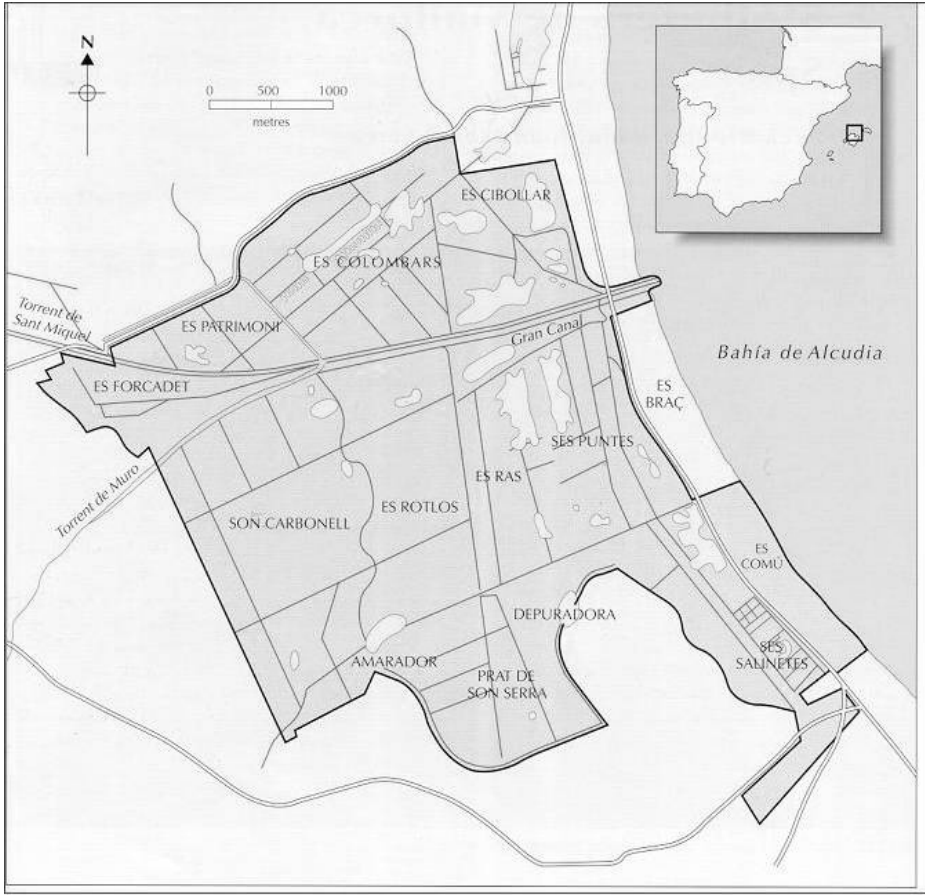 N
0 500 1000
metres
ES CIBOLLAR
ES COLOMBARS
Torrent de
Sant Miquel
ES PATRIMONI
Gran Canal
Bahía de Alcudia
ES FORCADET
ES
BRAÇ
SES PUNTES
ES RAS
Torrent de Muro
ES ROTLOS
SON CARBONELL
ES
COMÚ
DEPURADORA
SES
SALINETES
AMARADOR
PRAT DE
SON SERRA